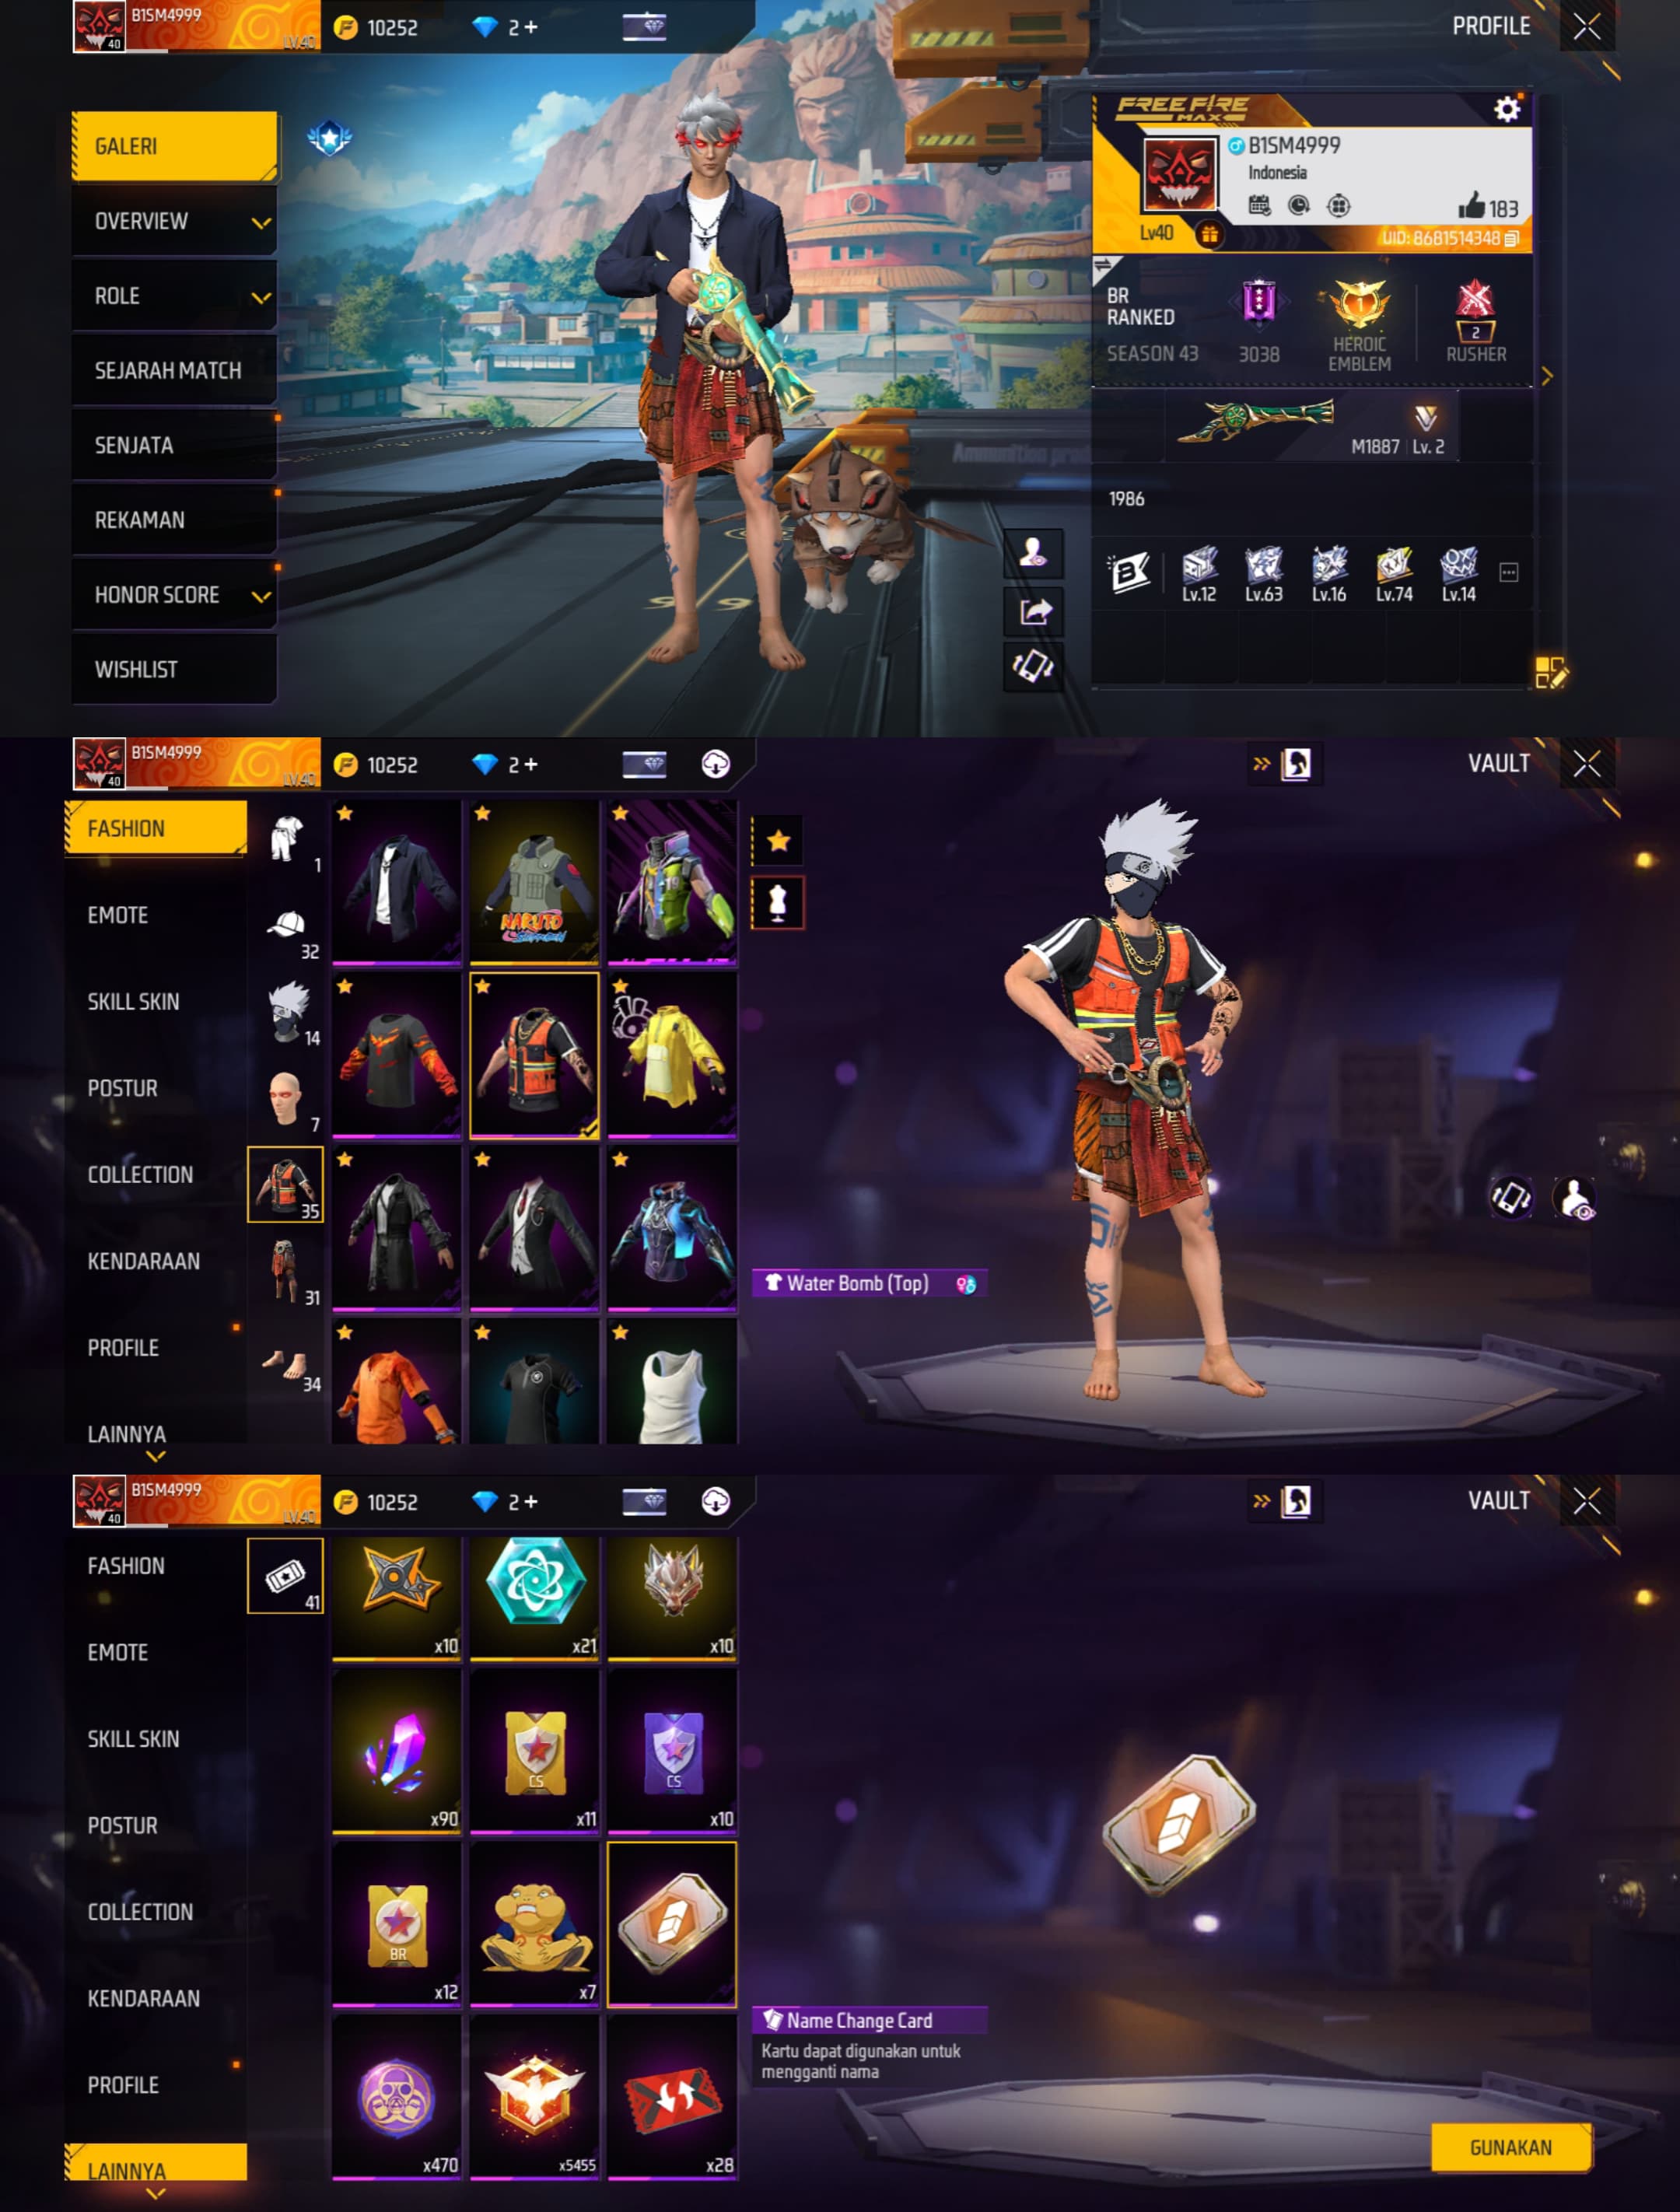 B1SM4999
40
LV.40
10252
2 +
PROFILE
GALERI
OVERVIEW
ROLE
SEJARAH MATCH
SENJATA
REKAMAN
HONOR SCORE
WISHLIST
FREE FIRE
MAX
B1SM4999
Indonesia
183
Lv40
UID: 8681514348
BR
RANKED
SEASON 43
3038
1
HEROIC
EMBLEM
2
RUSHER
M1887 Lv. 2
1986
B
Lv.12 Lv.63 Lv.16 Lv.74 Lv.14
B1SM4999
40
LV.40
10252
2 +
VAULT
FASHION
EMOTE
SKILL SKIN
POSTUR
COLLECTION
KENDARAAN
PROFILE
LAINNYA
1
32
14
7
35
31
34
NARUTO
SHIPPUDEN
19
Water Bomb (Top)
B1SM4999
40
LV.40
10252
2 +
VAULT
FASHION
EMOTE
SKILL SKIN
POSTUR
COLLECTION
KENDARAAN
PROFILE
LAINNYA
41
x10 x21 x10
CS CS
x90 x11 x10
BR
x12 x7
x470 x5455 x28
Name Change Card
Kartu dapat digunakan untuk
mengganti nama
GUNAKAN